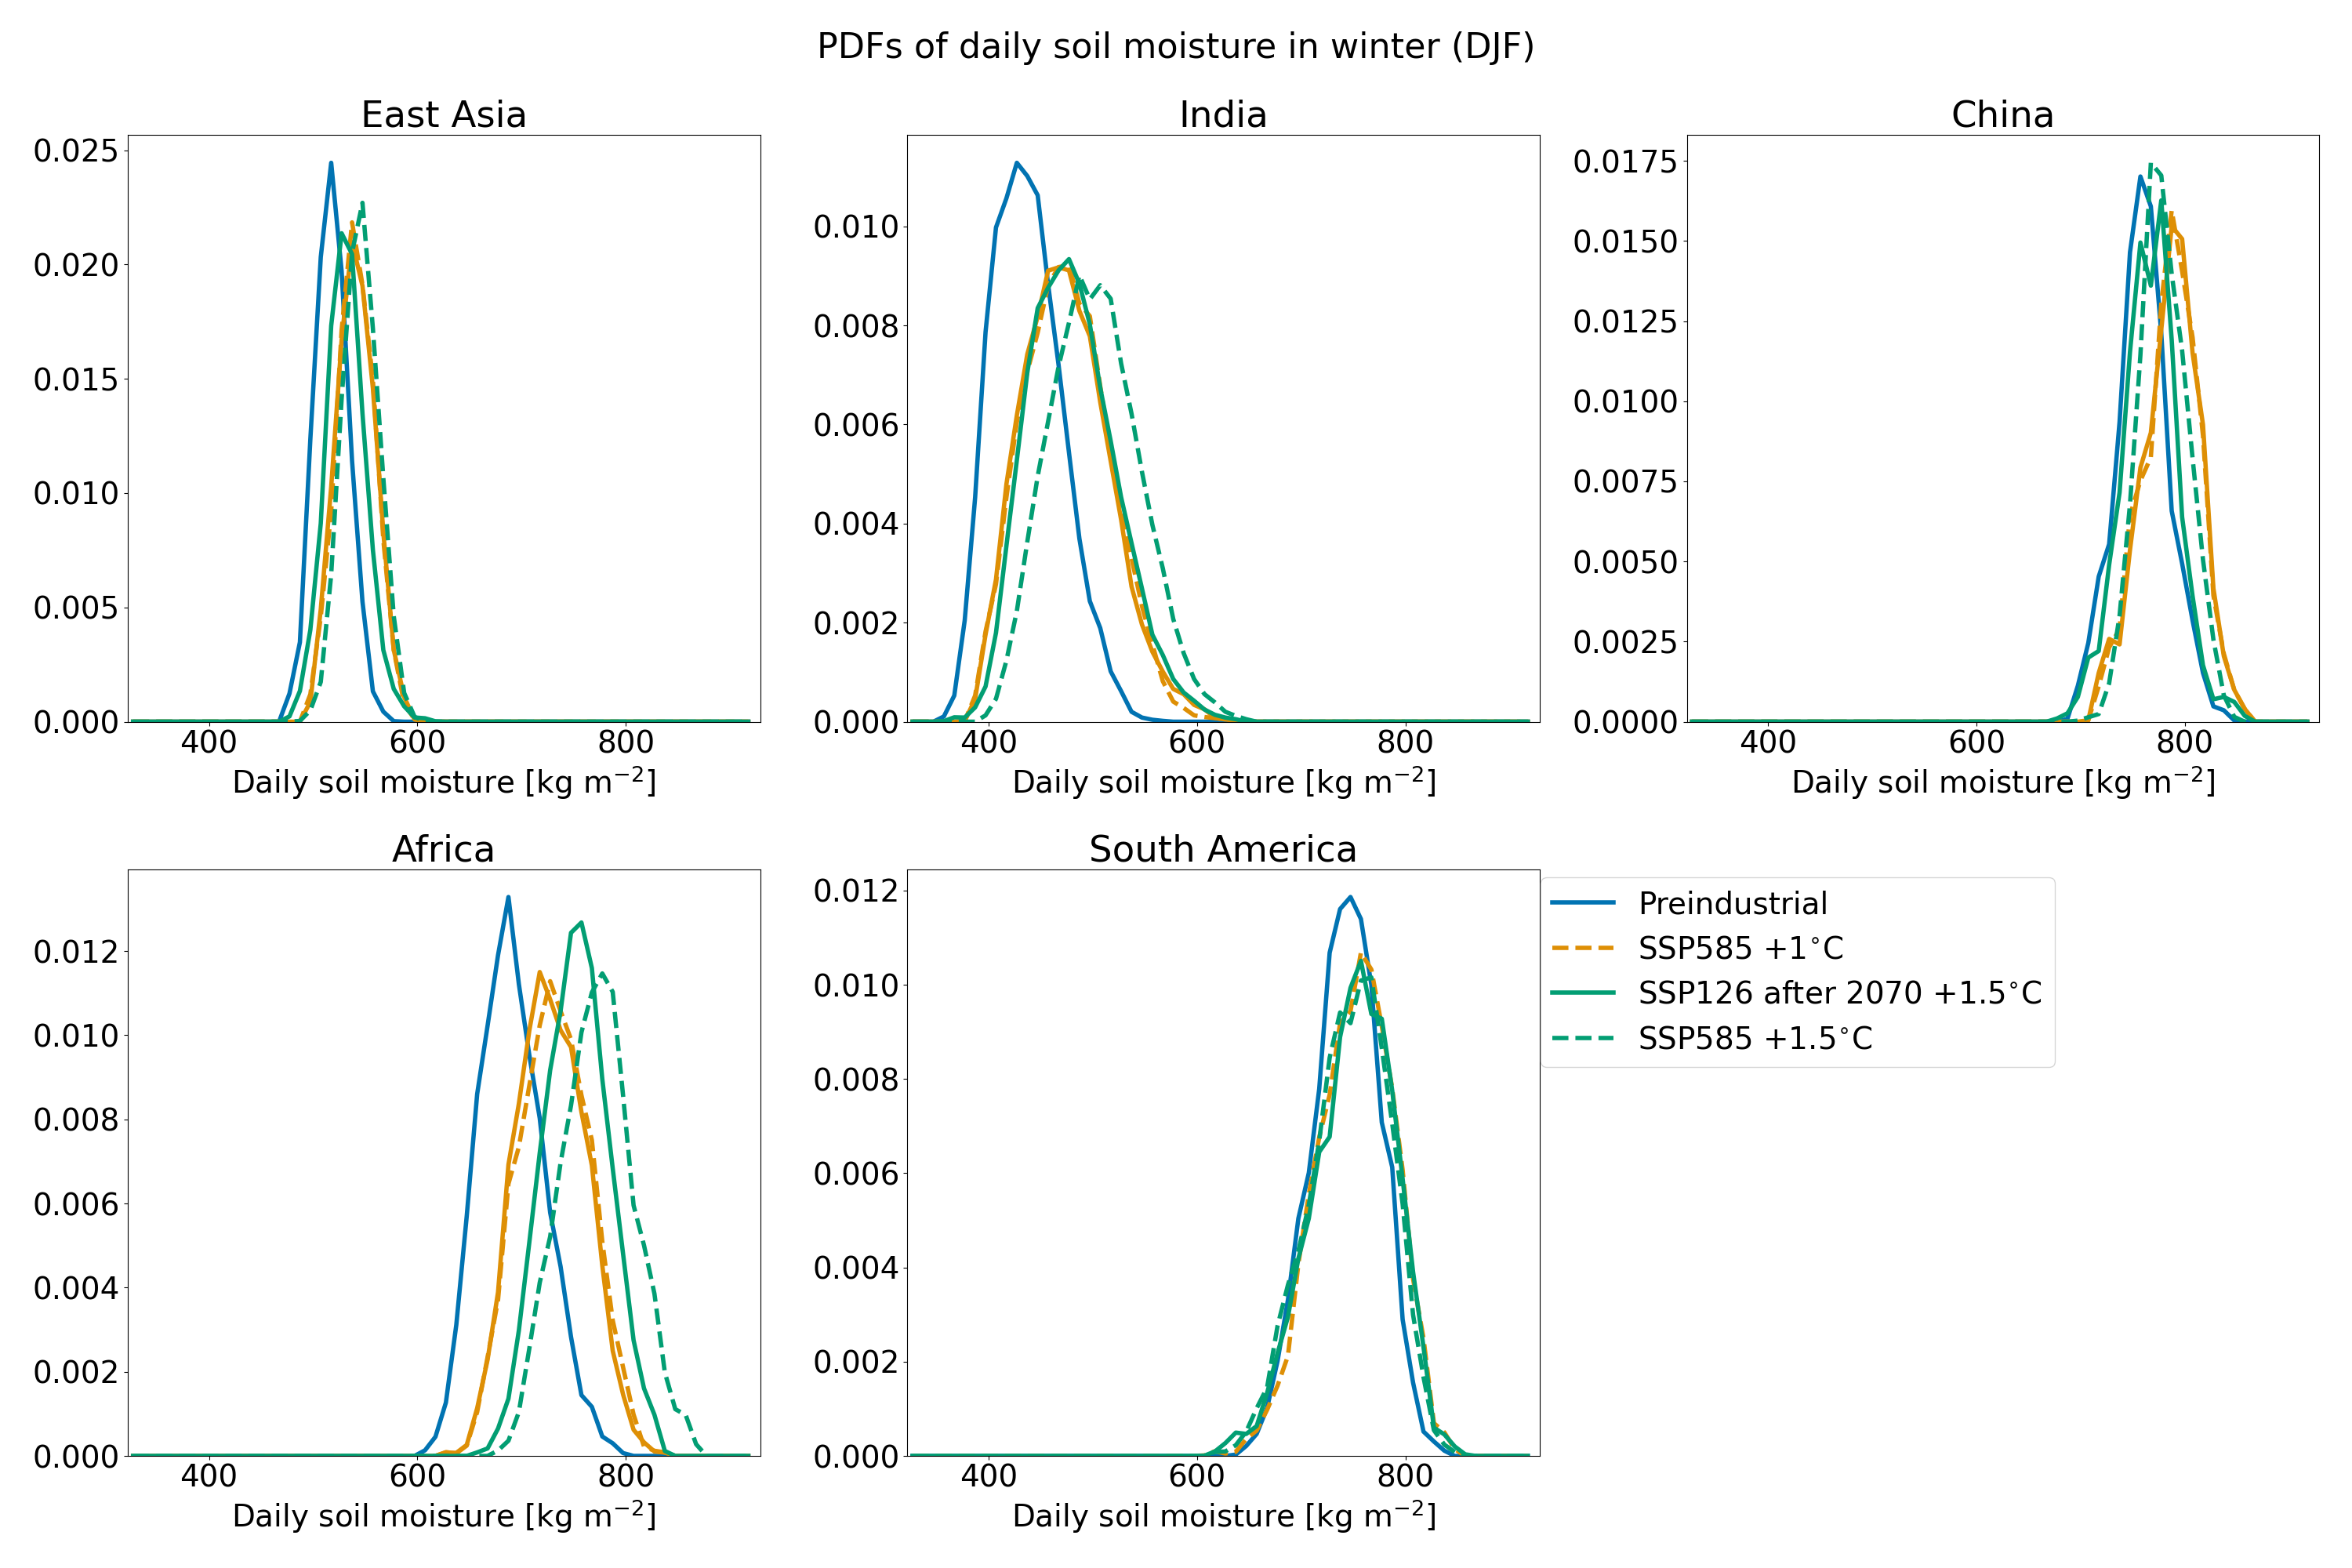 PDFs of daily soil moisture in winter (DJF)
East Asia
0.025
0.020
0.015
0.010
0.005
0.000
400 600 800
Daily soil moisture [kg m⁻²]
India
0.010
0.008
0.006
0.004
0.002
0.000
400 600 800
Daily soil moisture [kg m⁻²]
China
0.0175
0.0150
0.0125
0.0100
0.0075
0.0050
0.0025
0.0000
400 600 800
Daily soil moisture [kg m⁻²]
Africa
0.012
0.010
0.008
0.006
0.004
0.002
0.000
400 600 800
Daily soil moisture [kg m⁻²]
South America
0.012
0.010
0.008
0.006
0.004
0.002
0.000
400 600 800
Daily soil moisture [kg m⁻²]
Preindustrial
SSP585 +1°C
SSP126 after 2070 +1.5°C
SSP585 +1.5°C